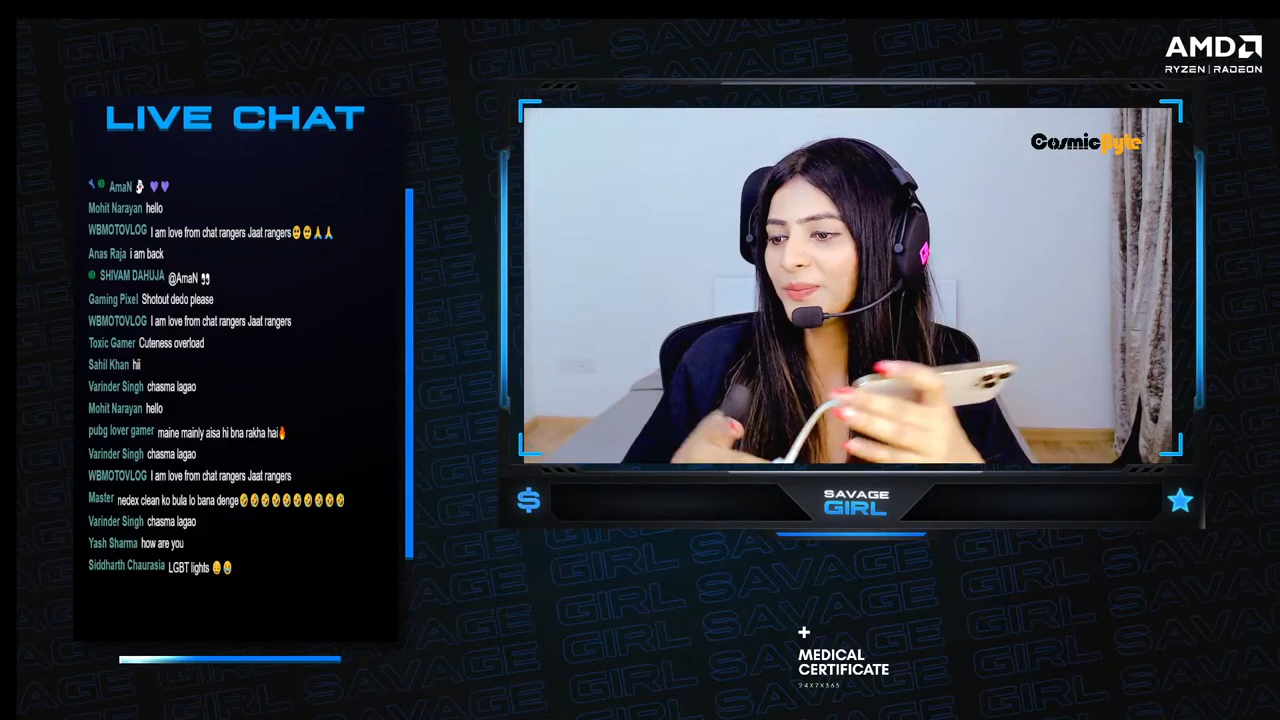 AMD
RYZEN | RADEON
LIVE CHAT
AmaN 👻 💜💜
Mohit Narayan hello
WBMOTOVLOG I am love from chat rangers Jaat rangers🥺🥺🙏🙏
Anas Raja i am back
SHIVAM DAHUJA @AmaN 👀
Gaming Pixel Shotout dedo please
WBMOTOVLOG I am love from chat rangers Jaat rangers
Toxic Gamer Cuteness overload
Sahil Khan hii
Varinder Singh chasma lagao
Mohit Narayan hello
pubg lover gamer maine mainly aisa hi bna rakha hai🔥
Varinder Singh chasma lagao
WBMOTOVLOG I am love from chat rangers Jaat rangers
Master nedex clean ko bula lo bana denge🤣🤣🤣🤣🤣🤣🤣🤣🤣
Varinder Singh chasma lagao
Yash Sharma how are you
Siddharth Chaurasia LGBT lights
CosmicByte
$
SAVAGE
GIRL
MEDICAL
CERTIFICATE
24X7X365